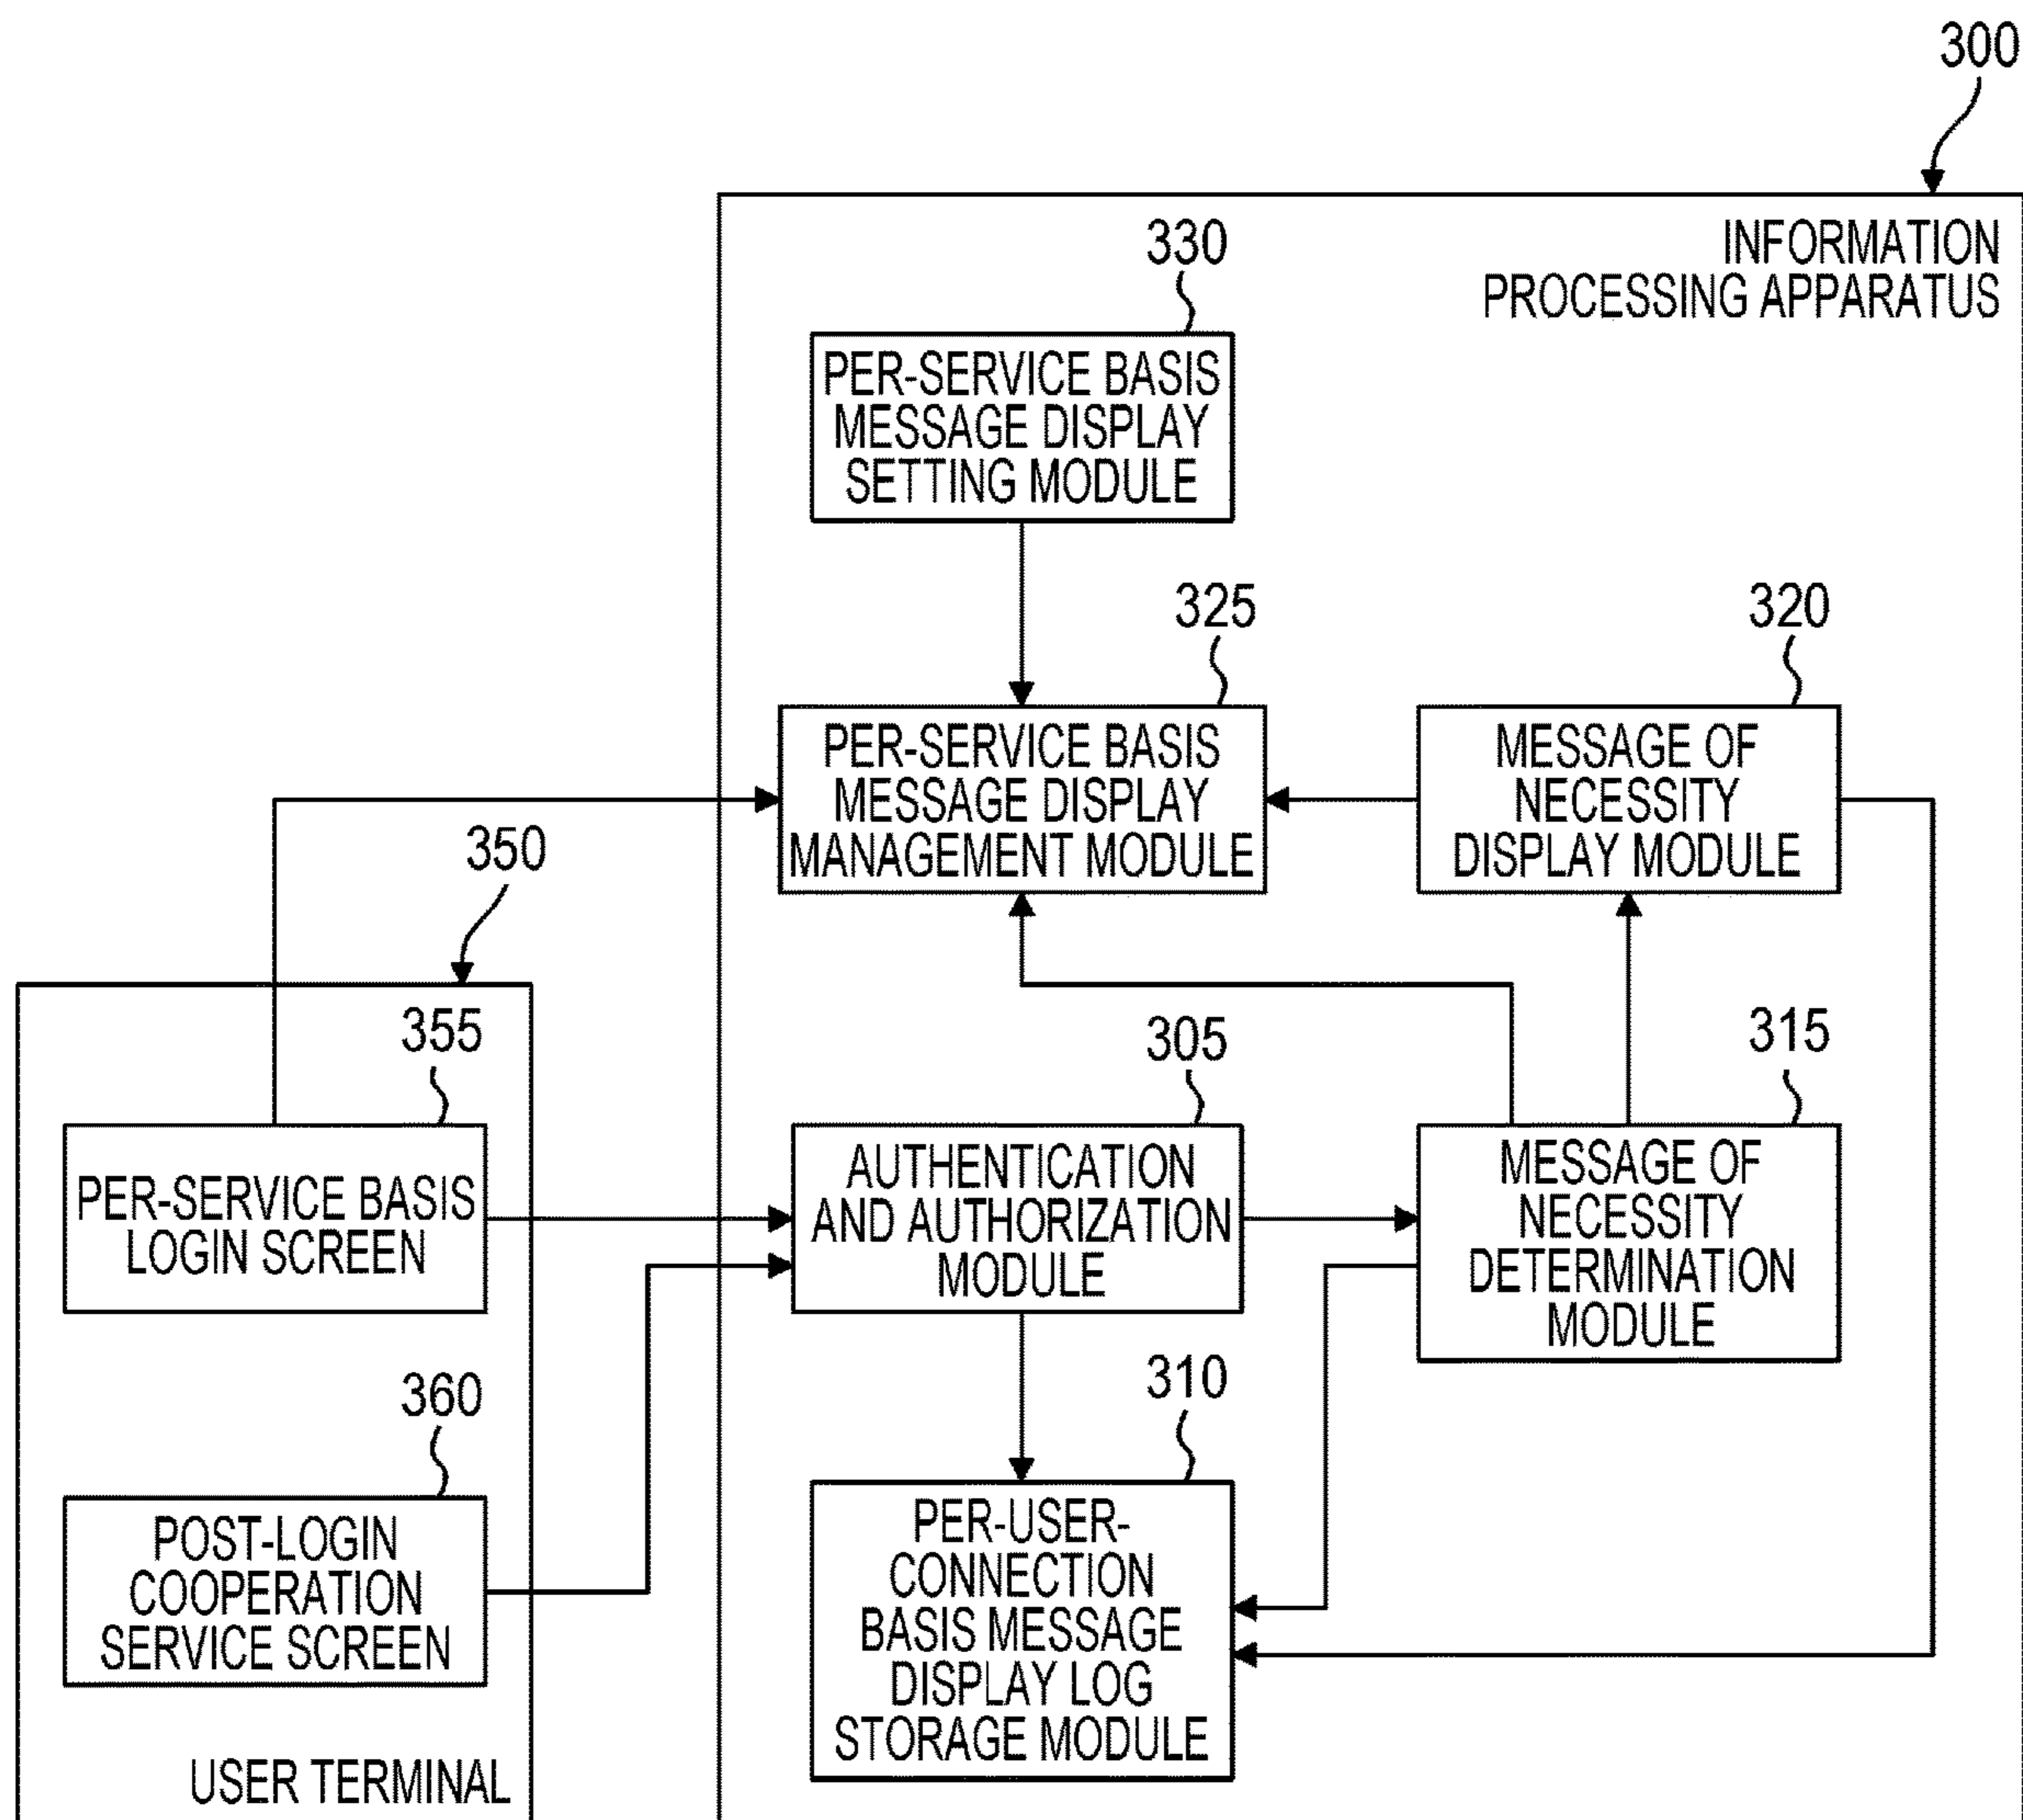 300
INFORMATION
PROCESSING APPARATUS
330
PER-SERVICE BASIS
MESSAGE DISPLAY
SETTING MODULE
325
PER-SERVICE BASIS
MESSAGE DISPLAY
MANAGEMENT MODULE
320
MESSAGE OF
NECESSITY
DISPLAY MODULE
350
355
PER-SERVICE BASIS
LOGIN SCREEN
305
AUTHENTICATION
AND AUTHORIZATION
MODULE
315
MESSAGE OF
NECESSITY
DETERMINATION
MODULE
360
POST-LOGIN
COOPERATION
SERVICE SCREEN
310
PER-USER-
CONNECTION
BASIS MESSAGE
DISPLAY LOG
STORAGE MODULE
USER TERMINAL